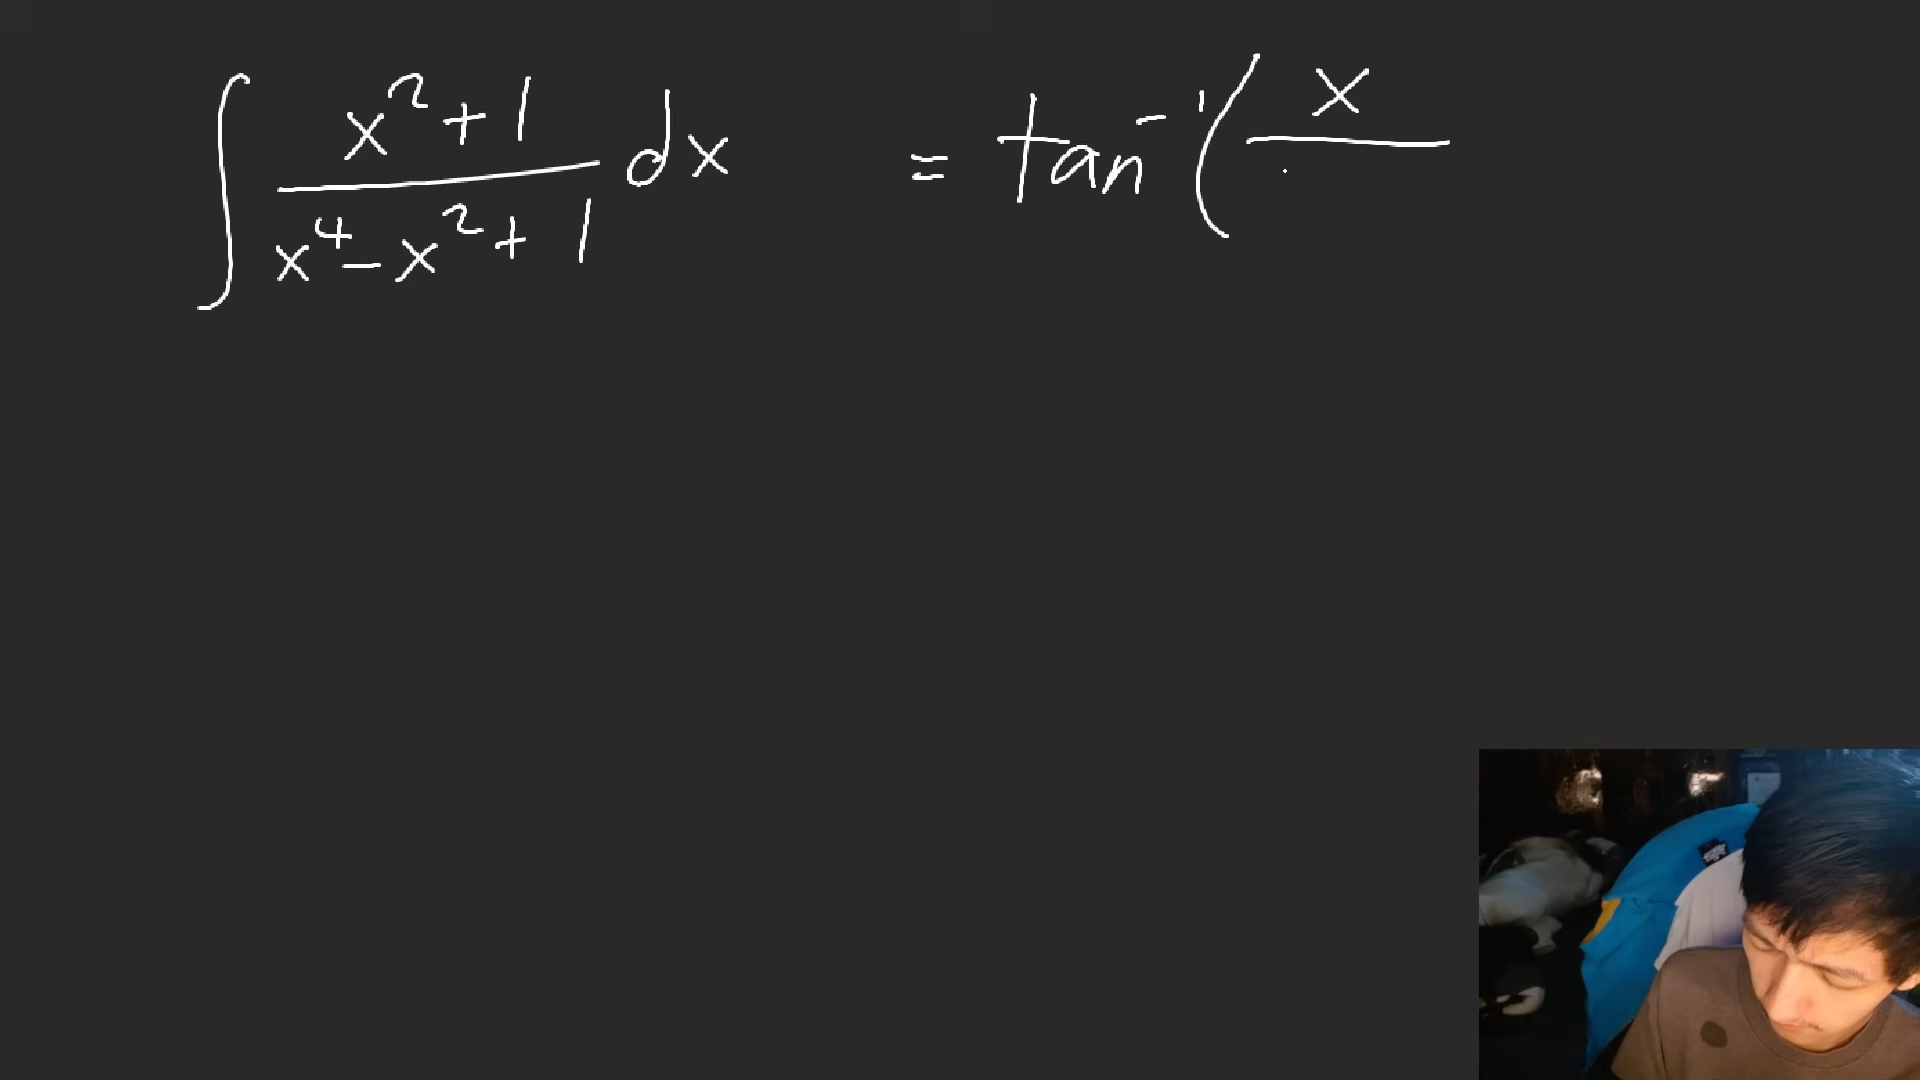 ∫ (x² + 1)/(x⁴ - x² + 1) dx = tan⁻¹( x/